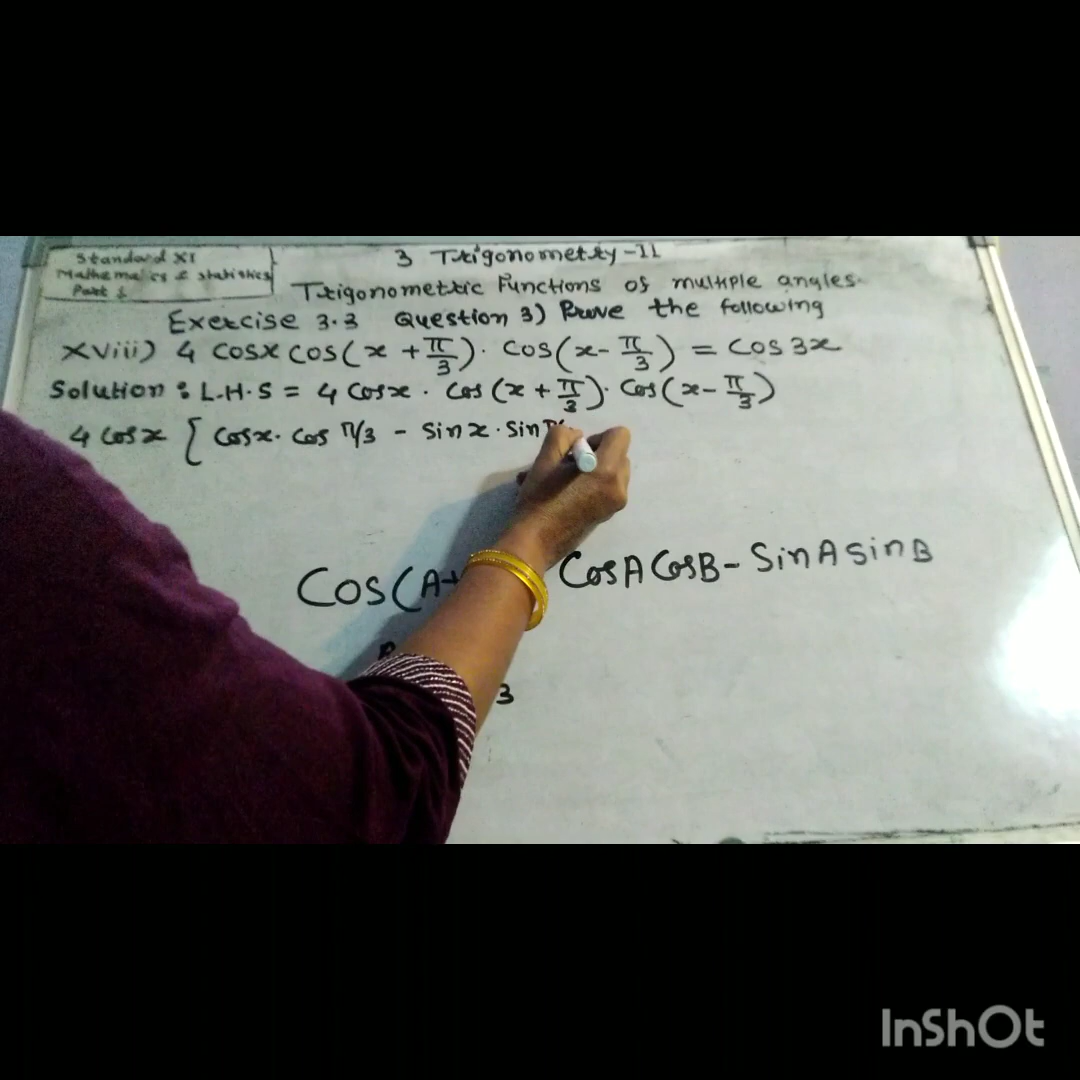 Standard XI
Mathematics & statistics
Part I
3 Trigonometry-II
Trigonometric Functions of multiple angles.
Exercise 3.3 Question 3) Prove the following
xviii) 4 cosx cos(x + π/3). cos(x - π/3) = cos 3x
Solution : L.H.S = 4 cosx . cos(x + π/3). cos(x - π/3)
4 cosx [ cosx. cos π/3 - sinx . sin
Cos(A+ CosA CosB - SinA sinB
3
InShOt